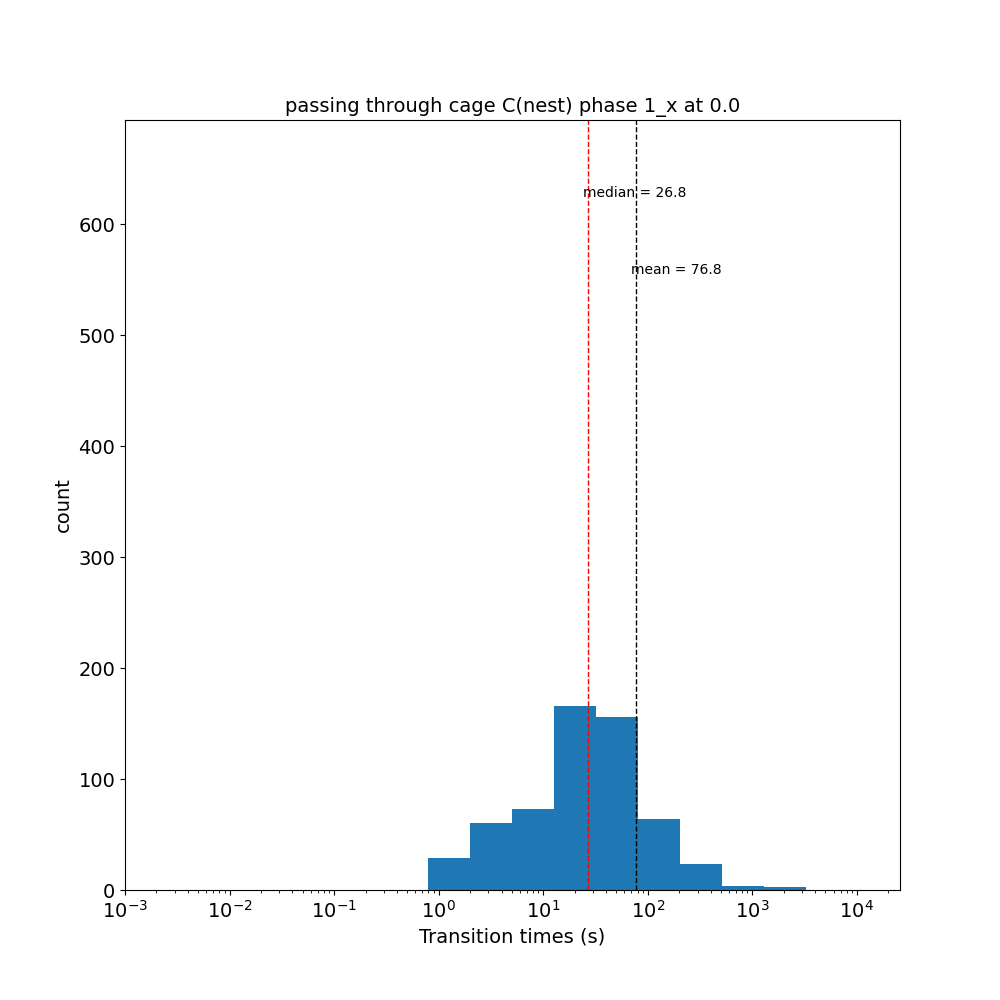 passing through cage C(nest) phase 1_x at 0.0
median = 26.8
mean = 76.8
600
500
400
300
200
100
0
count
10⁻³ 10⁻² 10⁻¹ 10⁰ 10¹ 10² 10³ 10⁴
Transition times (s)